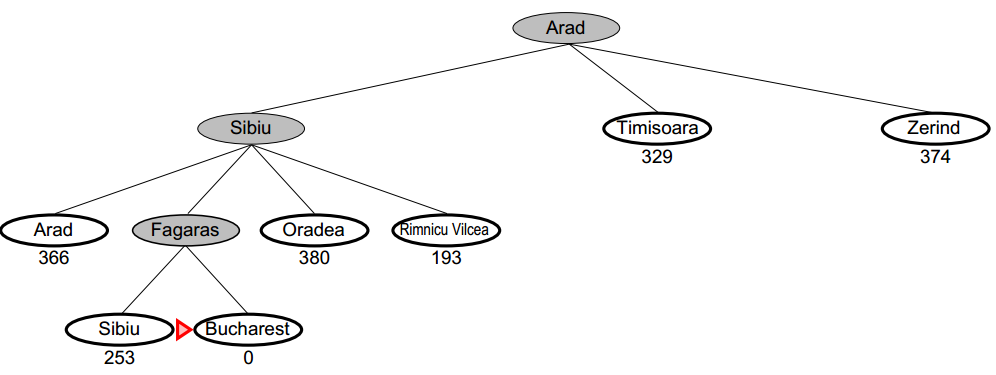 Arad
Sibiu
Timisoara
Zerind
329
374
Arad
Fagaras
Oradea
Rimnicu Vilcea
366
380
193
Sibiu
Bucharest
253
0